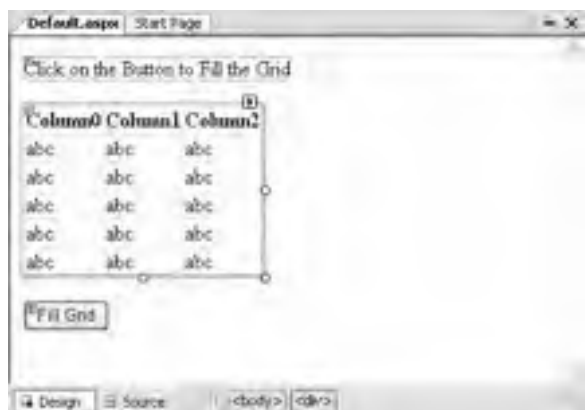 Default.aspx Start Page
Click on the Button to Fill the Grid
Column0 Column1 Column2
abc abc abc
abc abc abc
abc abc abc
abc abc abc
abc abc abc
Fill Grid
Design Source <body> <div>